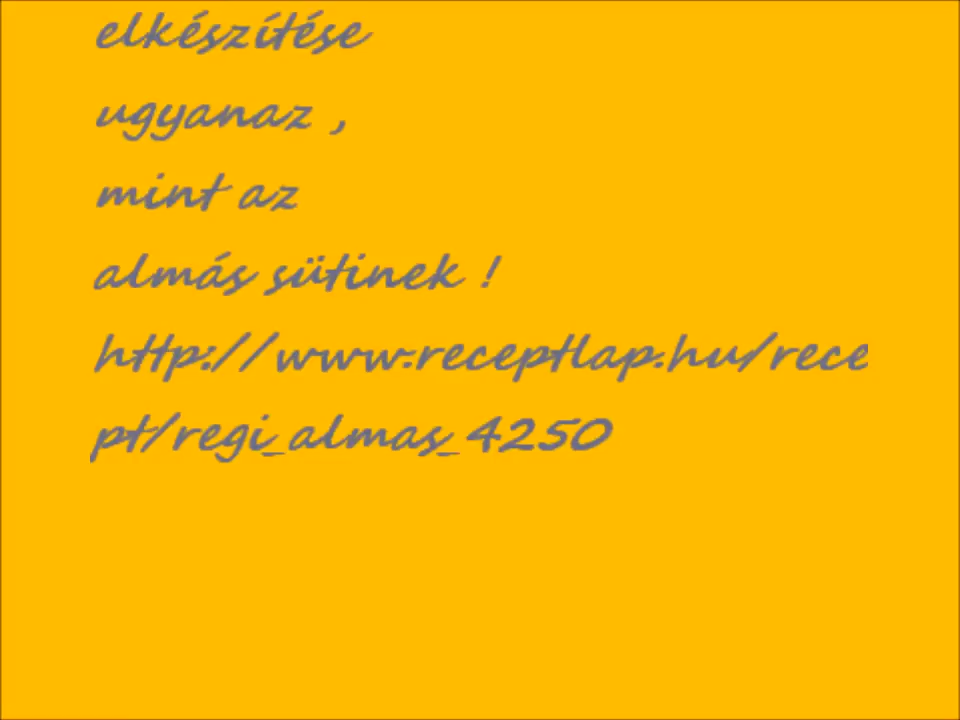 elkészítése
ugyanaz ,
mint az
almás sütinek !
http://www.receptlap.hu/rece
pt/regi_almas_4250